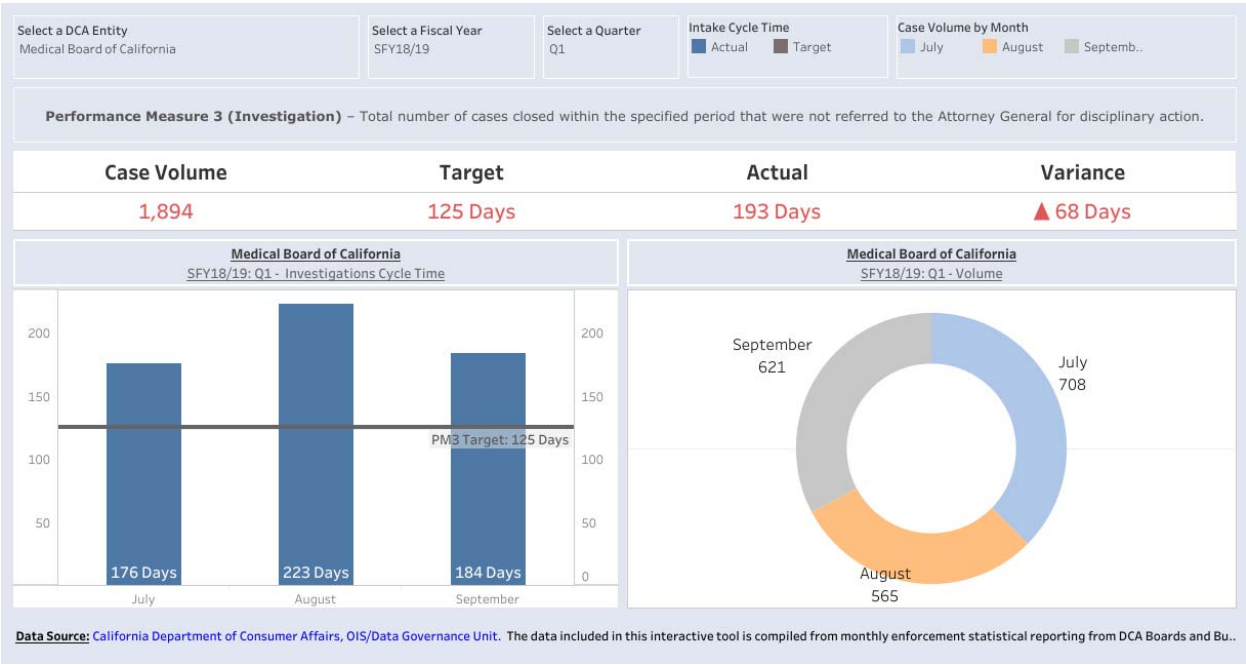 Select a DCA Entity
Medical Board of California
Select a Fiscal Year
SFY18/19
Select a Quarter
Q1
Intake Cycle Time
Actual Target
Case Volume by Month
July August Septemb..
Performance Measure 3 (Investigation) – Total number of cases closed within the specified period that were not referred to the Attorney General for disciplinary action.
Case Volume Target Actual Variance
1,894 125 Days 193 Days ▲ 68 Days
Medical Board of California
SFY18/19: Q1 - Investigations Cycle Time
200 200
150 150
PM3 Target: 125 Days
100 100
50 50
0
176 Days 223 Days 184 Days
July August September
Medical Board of California
SFY18/19: Q1 - Volume
September
621
July
708
August
565
Data Source: California Department of Consumer Affairs, OIS/Data Governance Unit. The data included in this interactive tool is compiled from monthly enforcement statistical reporting from DCA Boards and Bu..